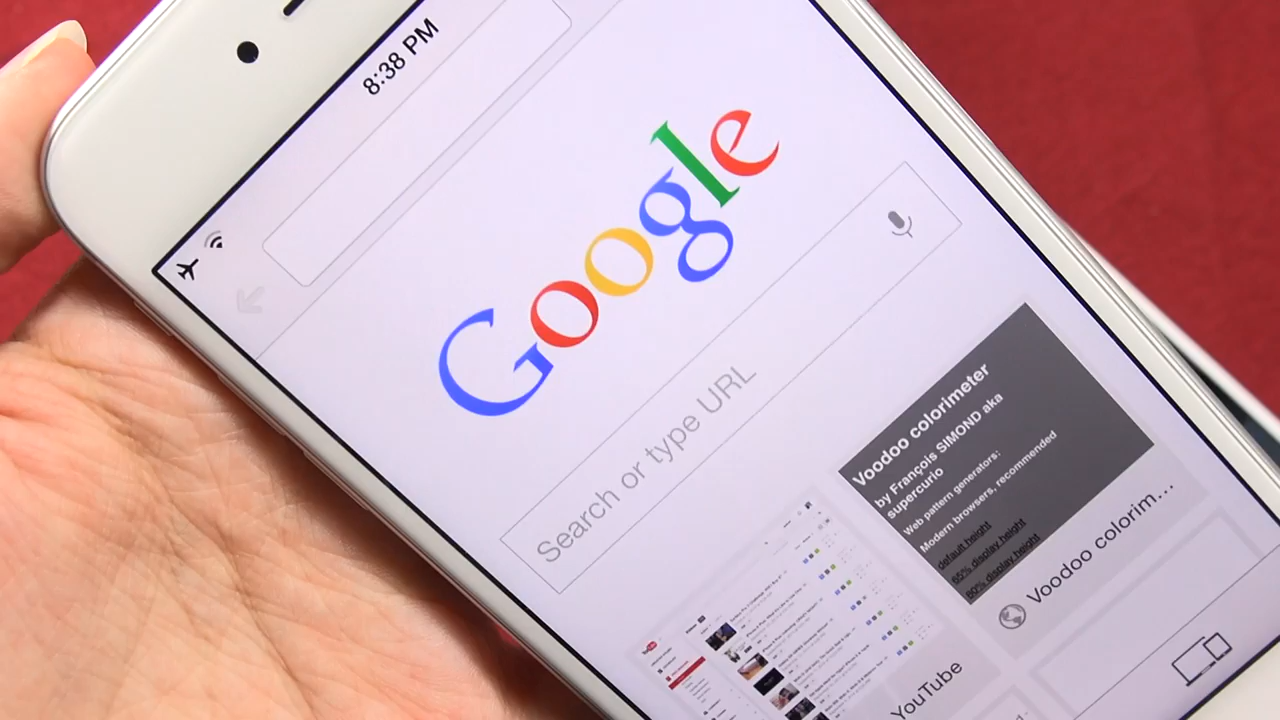 8:38 PM
Google
Search or type URL
Voodoo colorimeter
by François SIMOND aka
supercurio
Web pattern generators:
Modern browsers, recommended
default height
65% display height
80% display height
Voodoo colorim...
YouTube